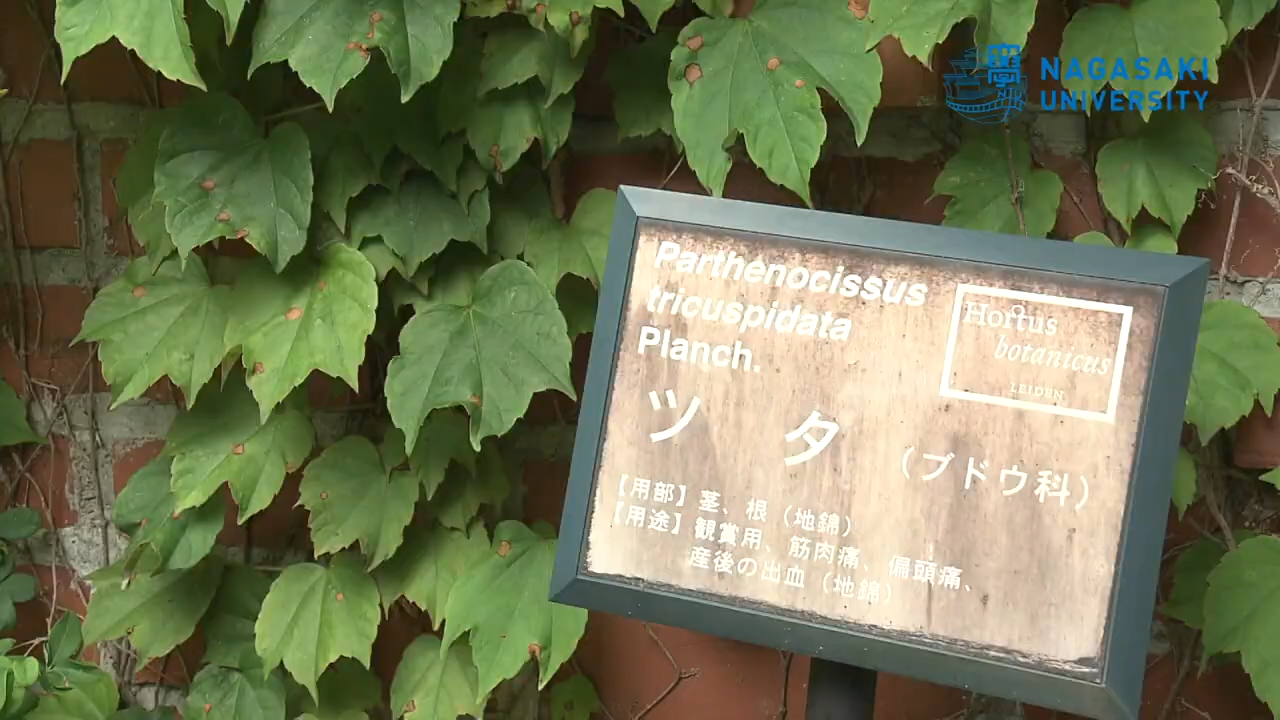 NAGASAKI
UNIVERSITY
Parthenocissus
tricuspidata
Planch.
Hortus
botanicus
LEIDEN
ツタ (ブドウ科)
【用部】茎、根 (地錦)
【用途】観賞用、筋肉痛、偏頭痛、
産後の出血 (地錦)